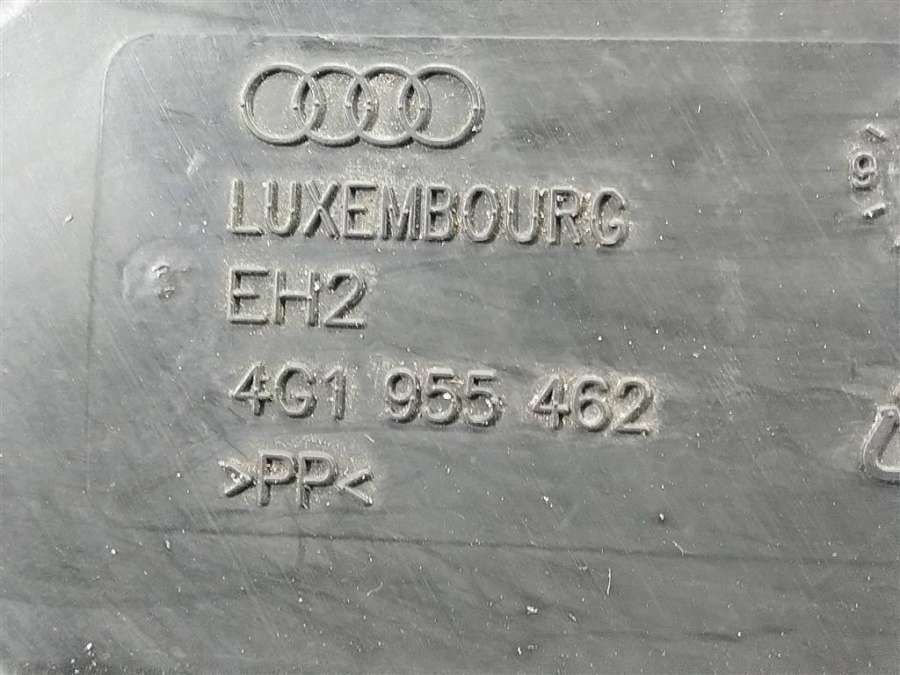 LUXEMBOURG
EH2
4G1 955 462
>PP<